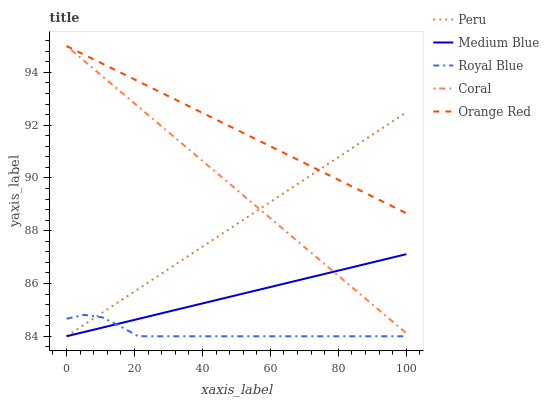 title
Peru
Medium Blue
Royal Blue
Coral
Orange Red
yaxis_label
94
92
90
88
86
84
0 20 40 60 80 100
xaxis_label